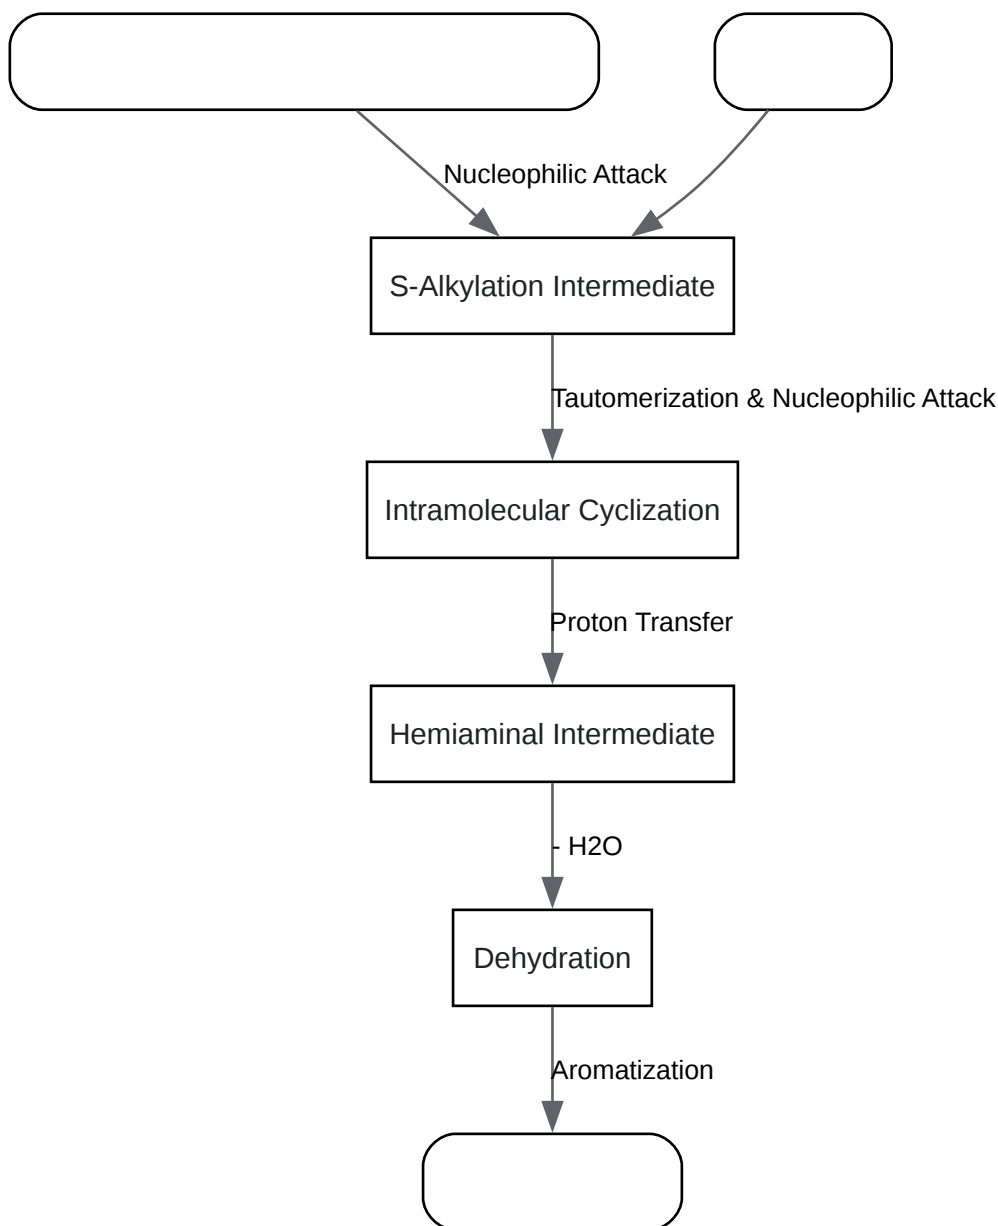 Nucleophilic Attack
S-Alkylation Intermediate
Tautomerization & Nucleophilic Attack
Intramolecular Cyclization
Proton Transfer
Hemiaminal Intermediate
- H2O
Dehydration
Aromatization